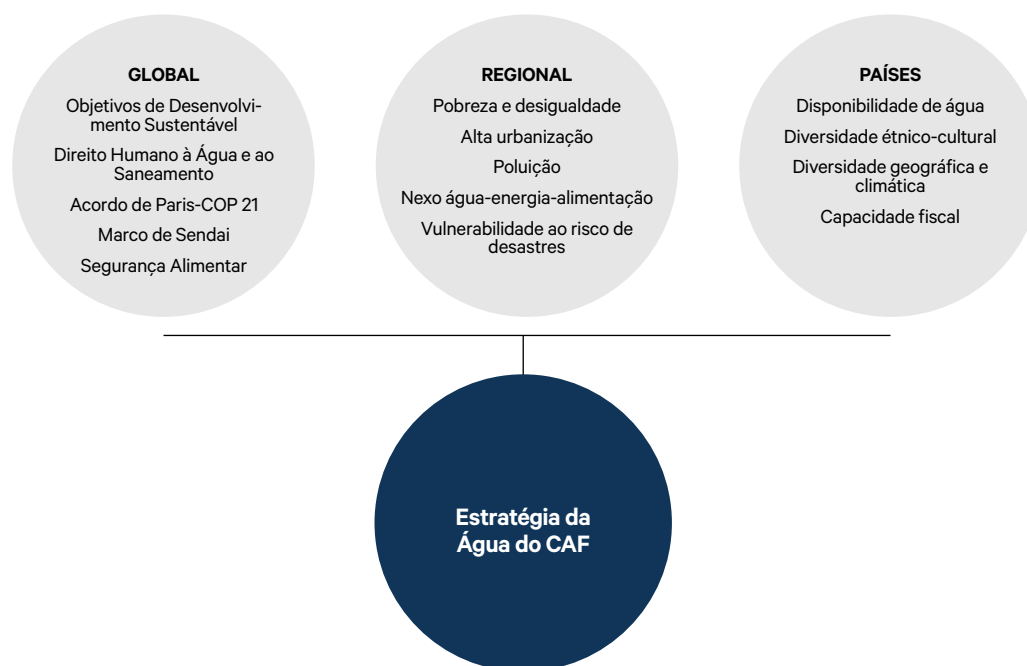 GLOBAL
Objetivos de Desenvolvi-
mento Sustentável
Direito Humano à Água e ao
Saneamento
Acordo de Paris-COP 21
Marco de Sendai
Segurança Alimentar
REGIONAL
Pobreza e desigualdade
Alta urbanização
Poluição
Nexo água-energia-alimentação
Vulnerabilidade ao risco de
desastres
PAÍSES
Disponibilidade de água
Diversidade étnico-cultural
Diversidade geográfica e
climática
Capacidade fiscal
Estratégia da
Água do CAF